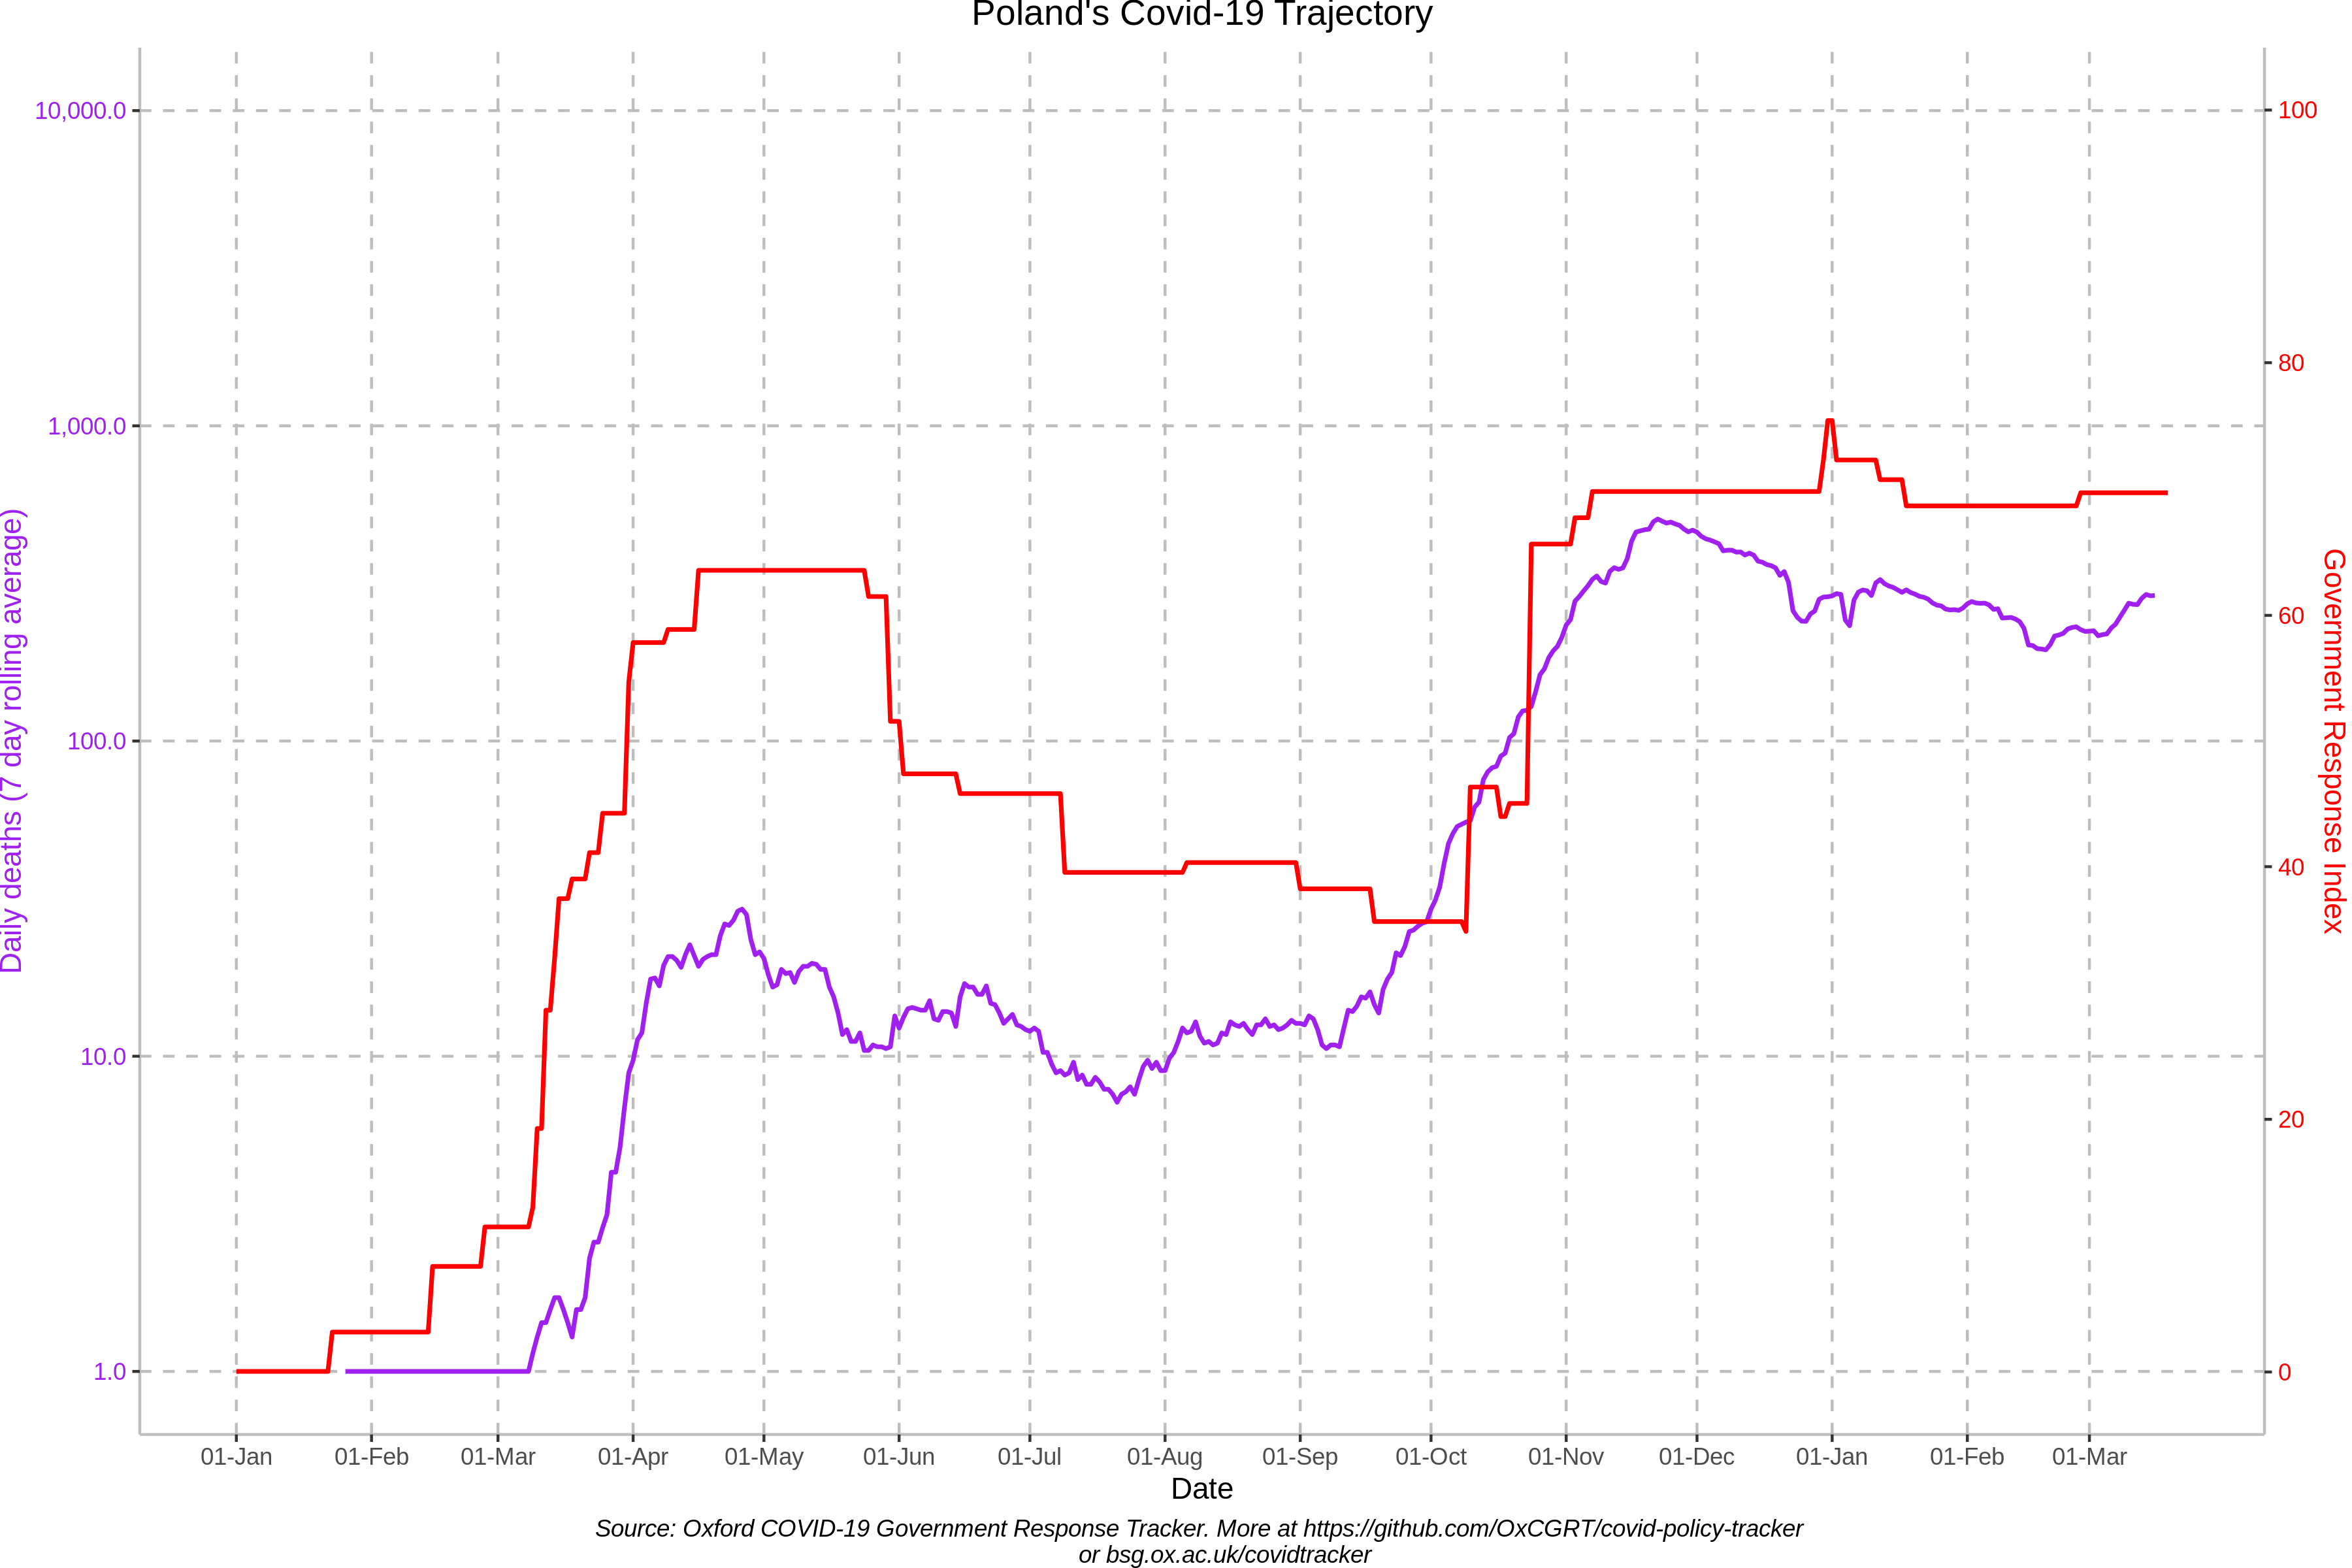 Poland's Covid-19 Trajectory
10,000.0
1,000.0
100.0
10.0
1.0
Daily deaths (7 day rolling average)
100
80
60
40
20
0
Government Response Index
01-Jan 01-Feb 01-Mar 01-Apr 01-May 01-Jun 01-Jul 01-Aug 01-Sep 01-Oct 01-Nov 01-Dec 01-Jan 01-Feb 01-Mar
Date
Source: Oxford COVID-19 Government Response Tracker. More at https://github.com/OxCGRT/covid-policy-tracker
or bsg.ox.ac.uk/covidtracker